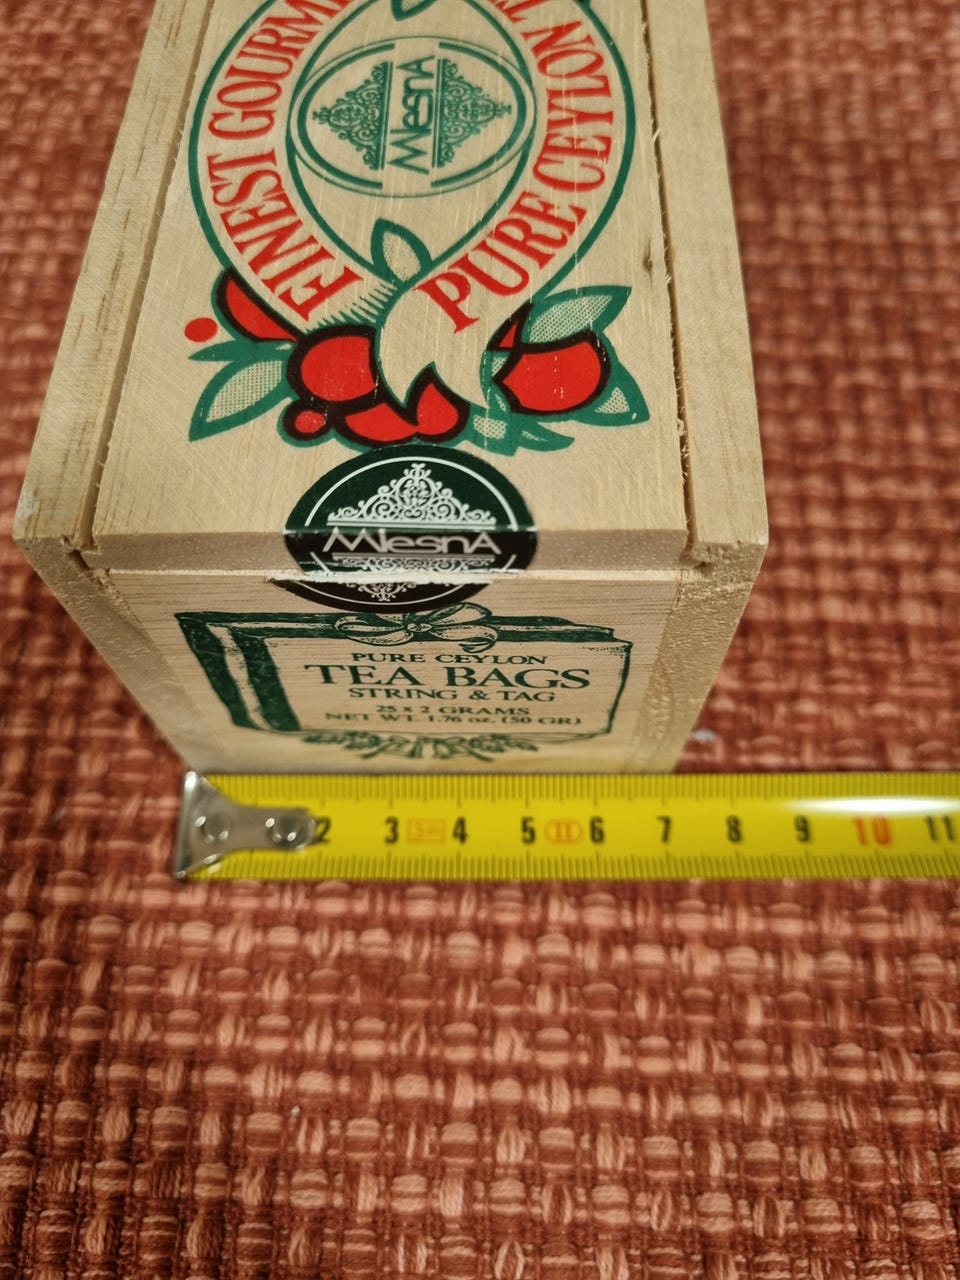 FINEST GOURM
PURE CEYLON
MlesnA
MlesnA
PURE CEYLON
TEA BAGS
STRING & TAG
25 x 2 GRAMS
NET WT. 1.76 oz. (50 GR)
2 3 4 5 II 6 7 8 9 10 11